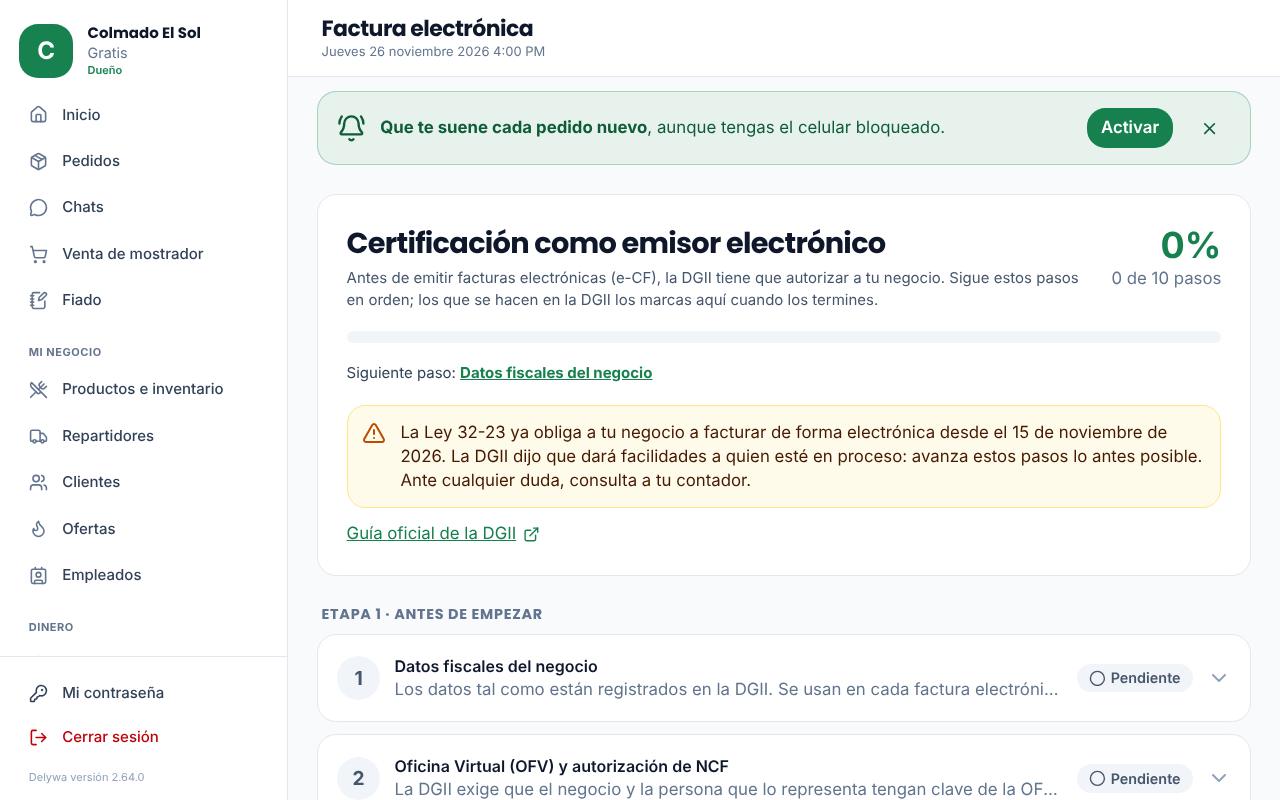 C
Colmado El Sol
Gratis
Dueño
Inicio
Pedidos
Chats
Venta de mostrador
Fiado
MI NEGOCIO
Productos e inventario
Repartidores
Clientes
Ofertas
Empleados
DINERO
Mi contraseña
Cerrar sesión
Delywa versión 2.64.0
Factura electrónica
Jueves 26 noviembre 2026 4:00 PM
Que te suene cada pedido nuevo, aunque tengas el celular bloqueado.
Activar
Certificación como emisor electrónico
0%
Antes de emitir facturas electrónicas (e-CF), la DGII tiene que autorizar a tu negocio. Sigue estos pasos
en orden; los que se hacen en la DGII los marcas aquí cuando los termines.
0 de 10 pasos
Siguiente paso: Datos fiscales del negocio
La Ley 32-23 ya obliga a tu negocio a facturar de forma electrónica desde el 15 de noviembre de
2026. La DGII dijo que dará facilidades a quien esté en proceso: avanza estos pasos lo antes posible.
Ante cualquier duda, consulta a tu contador.
Guía oficial de la DGII
ETAPA 1 · ANTES DE EMPEZAR
1
Datos fiscales del negocio
Los datos tal como están registrados en la DGII. Se usan en cada factura electróni...
Pendiente
2
Oficina Virtual (OFV) y autorización de NCF
La DGII exige que el negocio y la persona que lo representa tengan clave de la OF...
Pendiente